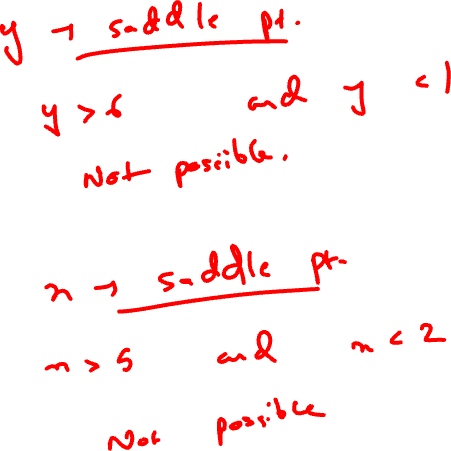 y → saddle pt.
y > 6 and y < 1
Not possible.
x → saddle pt.
x > 5 and x < 2
Not possible